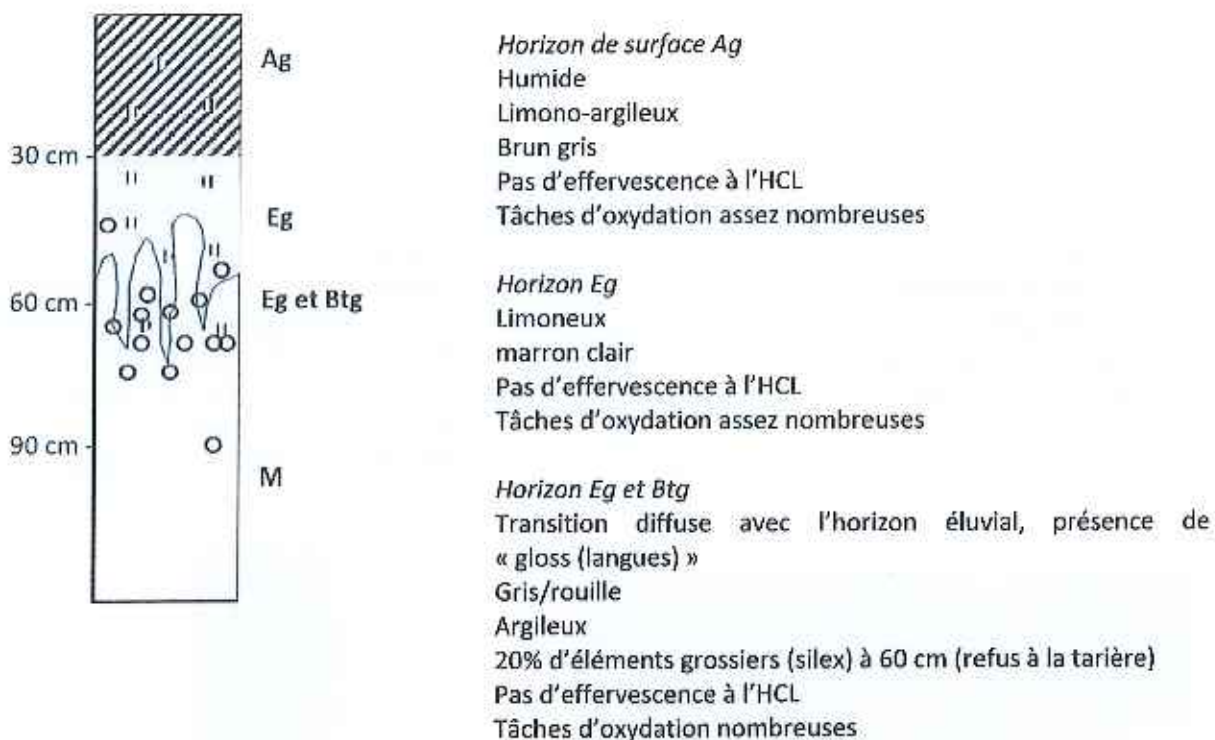 Ag
30 cm
Eg
60 cm
Eg et Btg
90 cm
M
Horizon de surface Ag
Humide
Limono-argileux
Brun gris
Pas d'effervescence à l'HCL
Tâches d'oxydation assez nombreuses
Horizon Eg
Limoneux
marron clair
Pas d'effervescence à l'HCL
Tâches d'oxydation assez nombreuses
Horizon Eg et Btg
Transition diffuse avec l'horizon éluvial, présence de
« gloss (langues) »
Gris/rouille
Argileux
20% d'éléments grossiers (silex) à 60 cm (refus à la tarière)
Pas d'effervescence à l'HCL
Tâches d'oxydation nombreuses